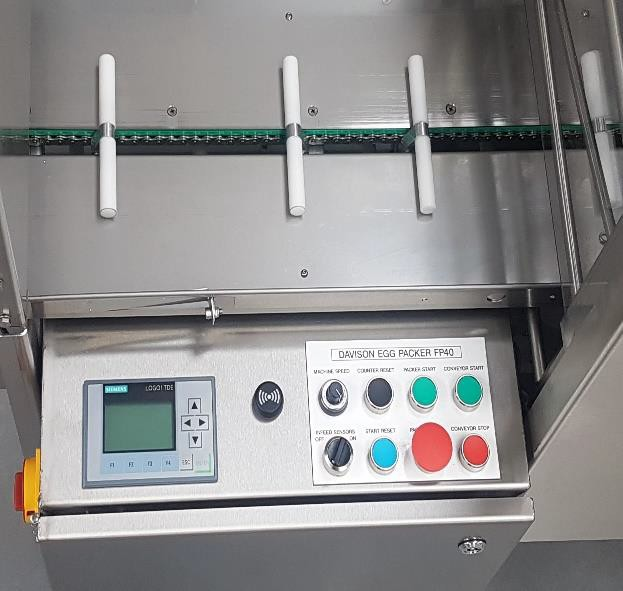 DAVISON EGG PACKER FP40
MACHINE SPEED COUNTER RESET PACKER START CONVEYOR START
SIEMENS LOGO! TDE
INFEED SENSORS START RESET CONVEYOR STOP
OFF ON
F1 F2 F3 F4 ESC